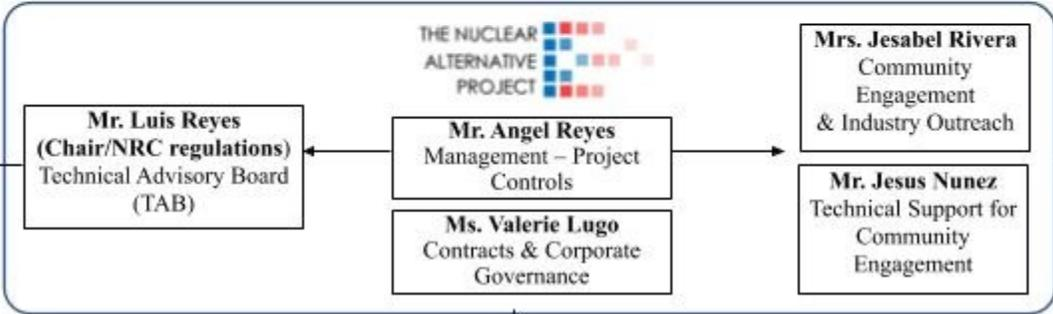 THE NUCLEAR
ALTERNATIVE
PROJECT
Mr. Luis Reyes
(Chair/NRC regulations)
Technical Advisory Board
(TAB)
Mr. Angel Reyes
Management – Project
Controls
Ms. Valerie Lugo
Contracts & Corporate
Governance
Mrs. Jesabel Rivera
Community
Engagement
& Industry Outreach
Mr. Jesus Nunez
Technical Support for
Community
Engagement